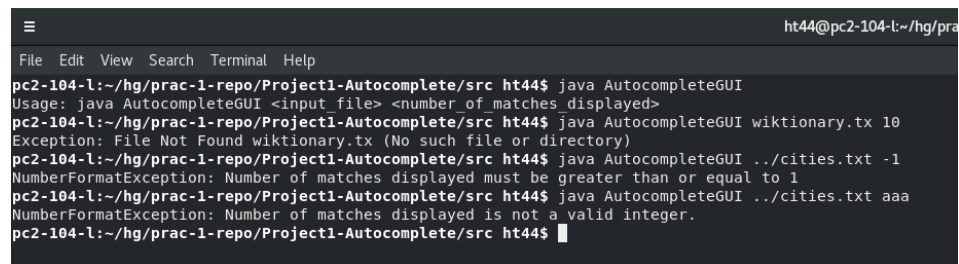 ht44@pc2-104-l:~/hg/pra
File Edit View Search Terminal Help
pc2-104-l:~/hg/prac-1-repo/Project1-Autocomplete/src ht44$ java AutocompleteGUI
Usage: java AutocompleteGUI <input_file> <number_of_matches_displayed>
pc2-104-l:~/hg/prac-1-repo/Project1-Autocomplete/src ht44$ java AutocompleteGUI wiktionary.tx 10
Exception: File Not Found wiktionary.tx (No such file or directory)
pc2-104-l:~/hg/prac-1-repo/Project1-Autocomplete/src ht44$ java AutocompleteGUI ../cities.txt -1
NumberFormatException: Number of matches displayed must be greater than or equal to 1
pc2-104-l:~/hg/prac-1-repo/Project1-Autocomplete/src ht44$ java AutocompleteGUI ../cities.txt aaa
NumberFormatException: Number of matches displayed is not a valid integer.
pc2-104-l:~/hg/prac-1-repo/Project1-Autocomplete/src ht44$